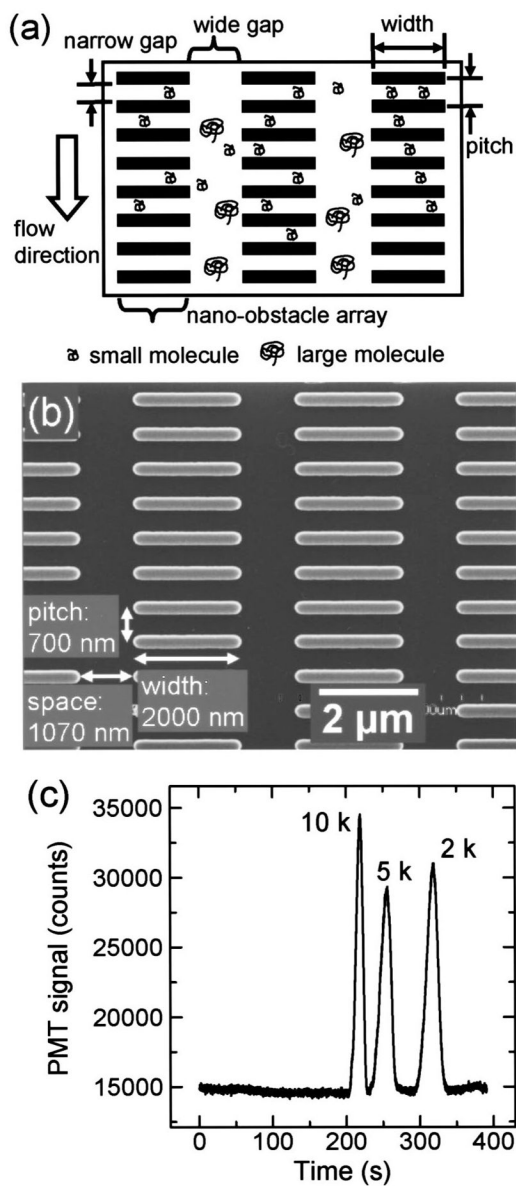 (a)
wide gap
width
narrow gap
pitch
flow
direction
nano-obstacle array
small molecule
large molecule
(b)
pitch:
700 nm
space:
1070 nm
width:
2000 nm
2 μm
00um
(c)
10 k
5 k
2 k
35000
30000
25000
20000
15000
PMT signal (counts)
0
100
200
300
400
Time (s)